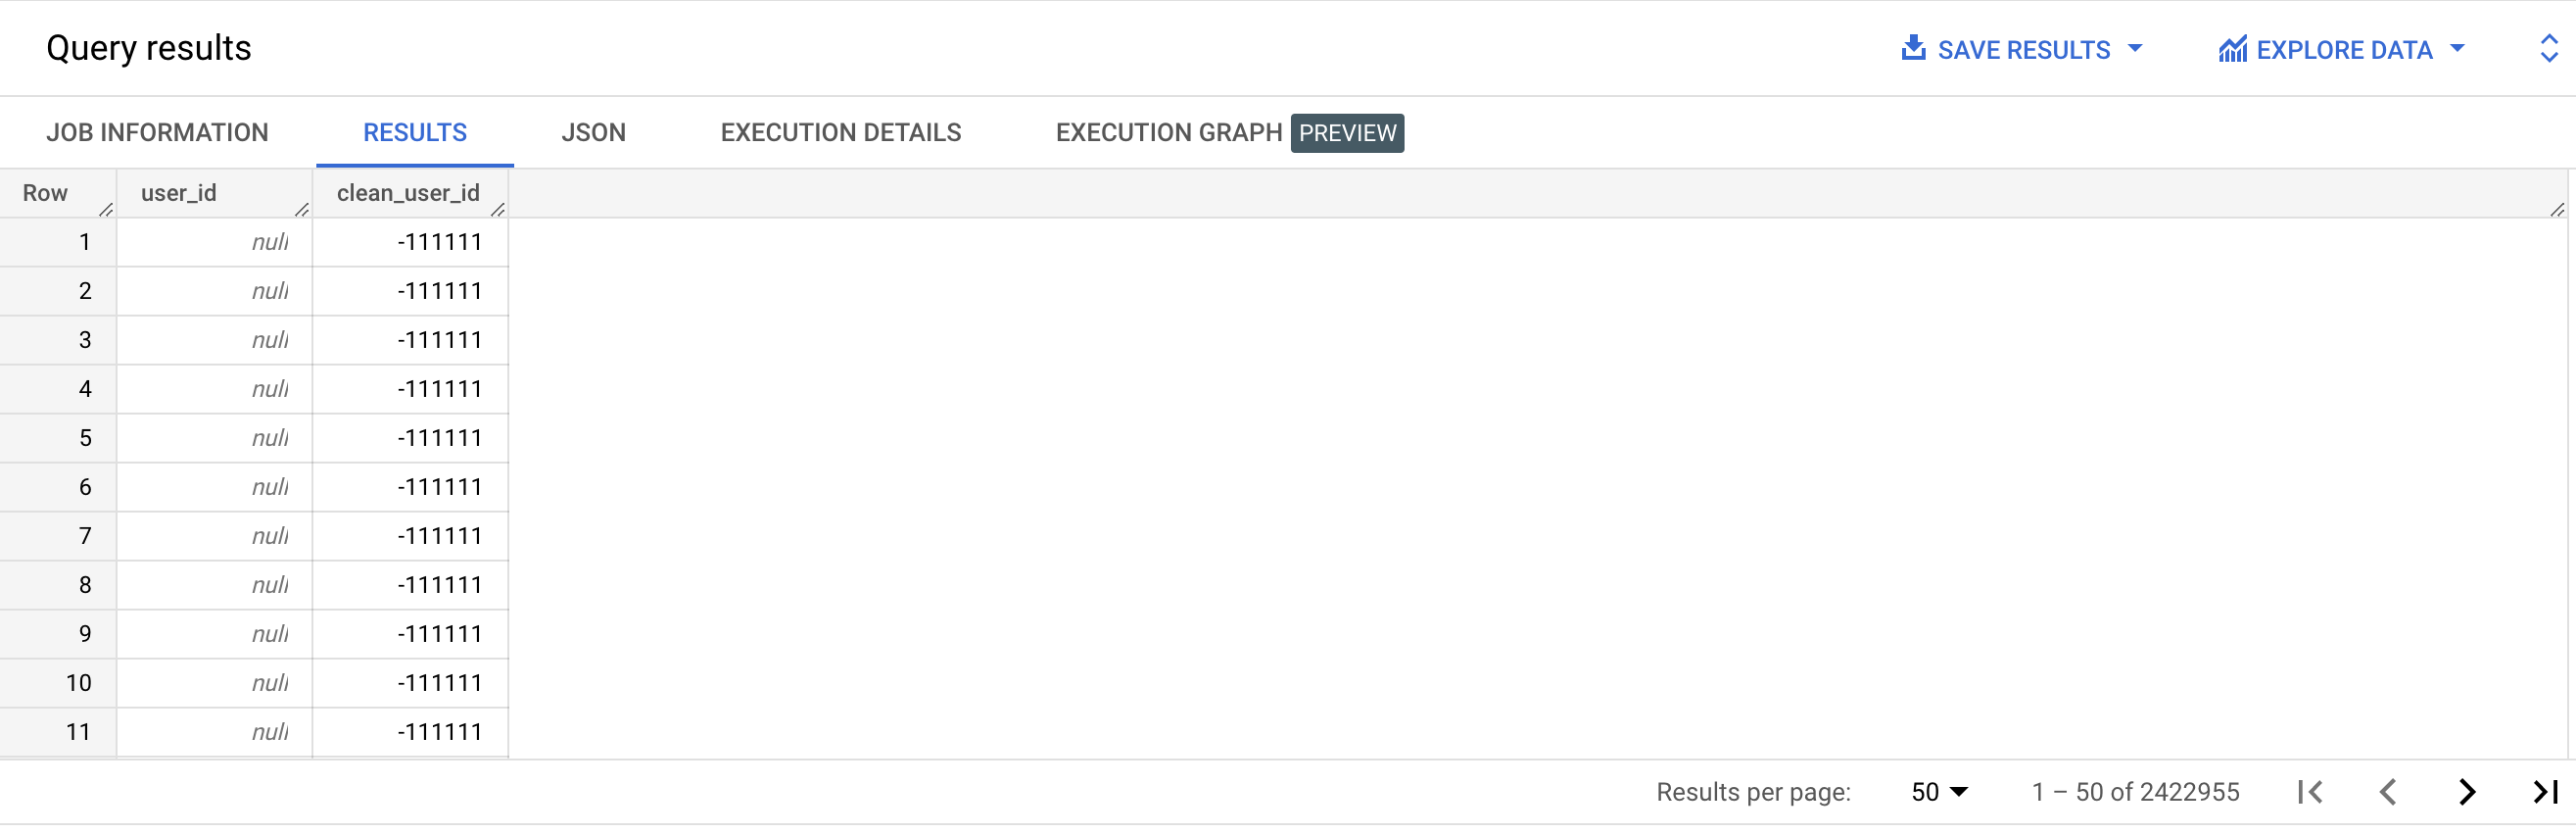 Query results
SAVE RESULTS
EXPLORE DATA
JOB INFORMATION RESULTS JSON EXECUTION DETAILS EXECUTION GRAPH PREVIEW
Row user_id clean_user_id
1 null -111111
2 null -111111
3 null -111111
4 null -111111
5 null -111111
6 null -111111
7 null -111111
8 null -111111
9 null -111111
10 null -111111
11 null -111111
Results per page: 50 1 – 50 of 2422955